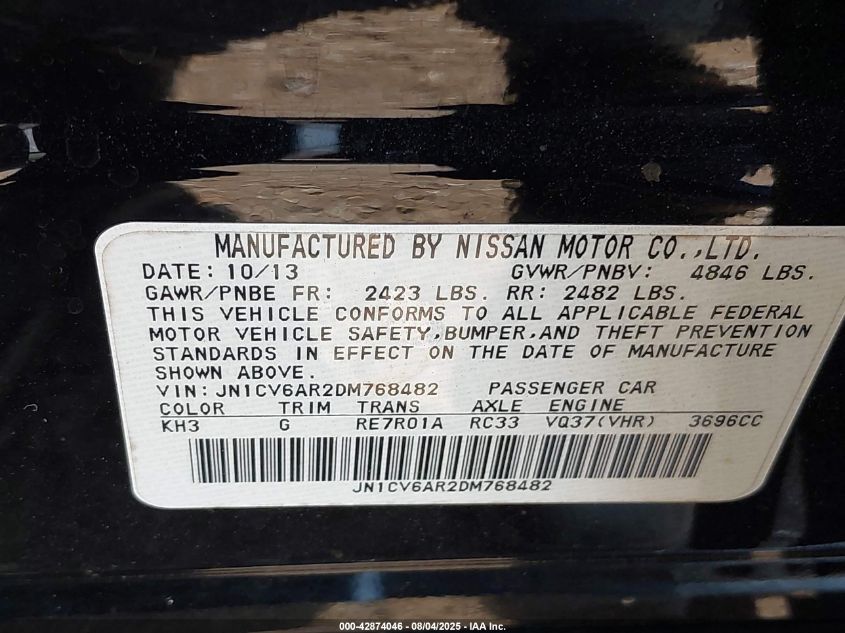 MANUFACTURED BY NISSAN MOTOR CO.,LTD.
DATE: 10/13 GVWR/PNBV: 4846 LBS.
GAWR/PNBE FR: 2423 LBS. RR: 2482 LBS.
THIS VEHICLE CONFORMS TO ALL APPLICABLE FEDERAL
MOTOR VEHICLE SAFETY,BUMPER,AND THEFT PREVENTION
STANDARDS IN EFFECT ON THE DATE OF MANUFACTURE
SHOWN ABOVE.
VIN:JN1CV6AR2DM768482 PASSENGER CAR
COLOR TRIM TRANS AXLE ENGINE
KH3 G RE7R01A RC33 VQ37(VHR) 3696CC
JN1CV6AR2DM768482
000-42874046 - 08/04/2025 - IAA Inc.